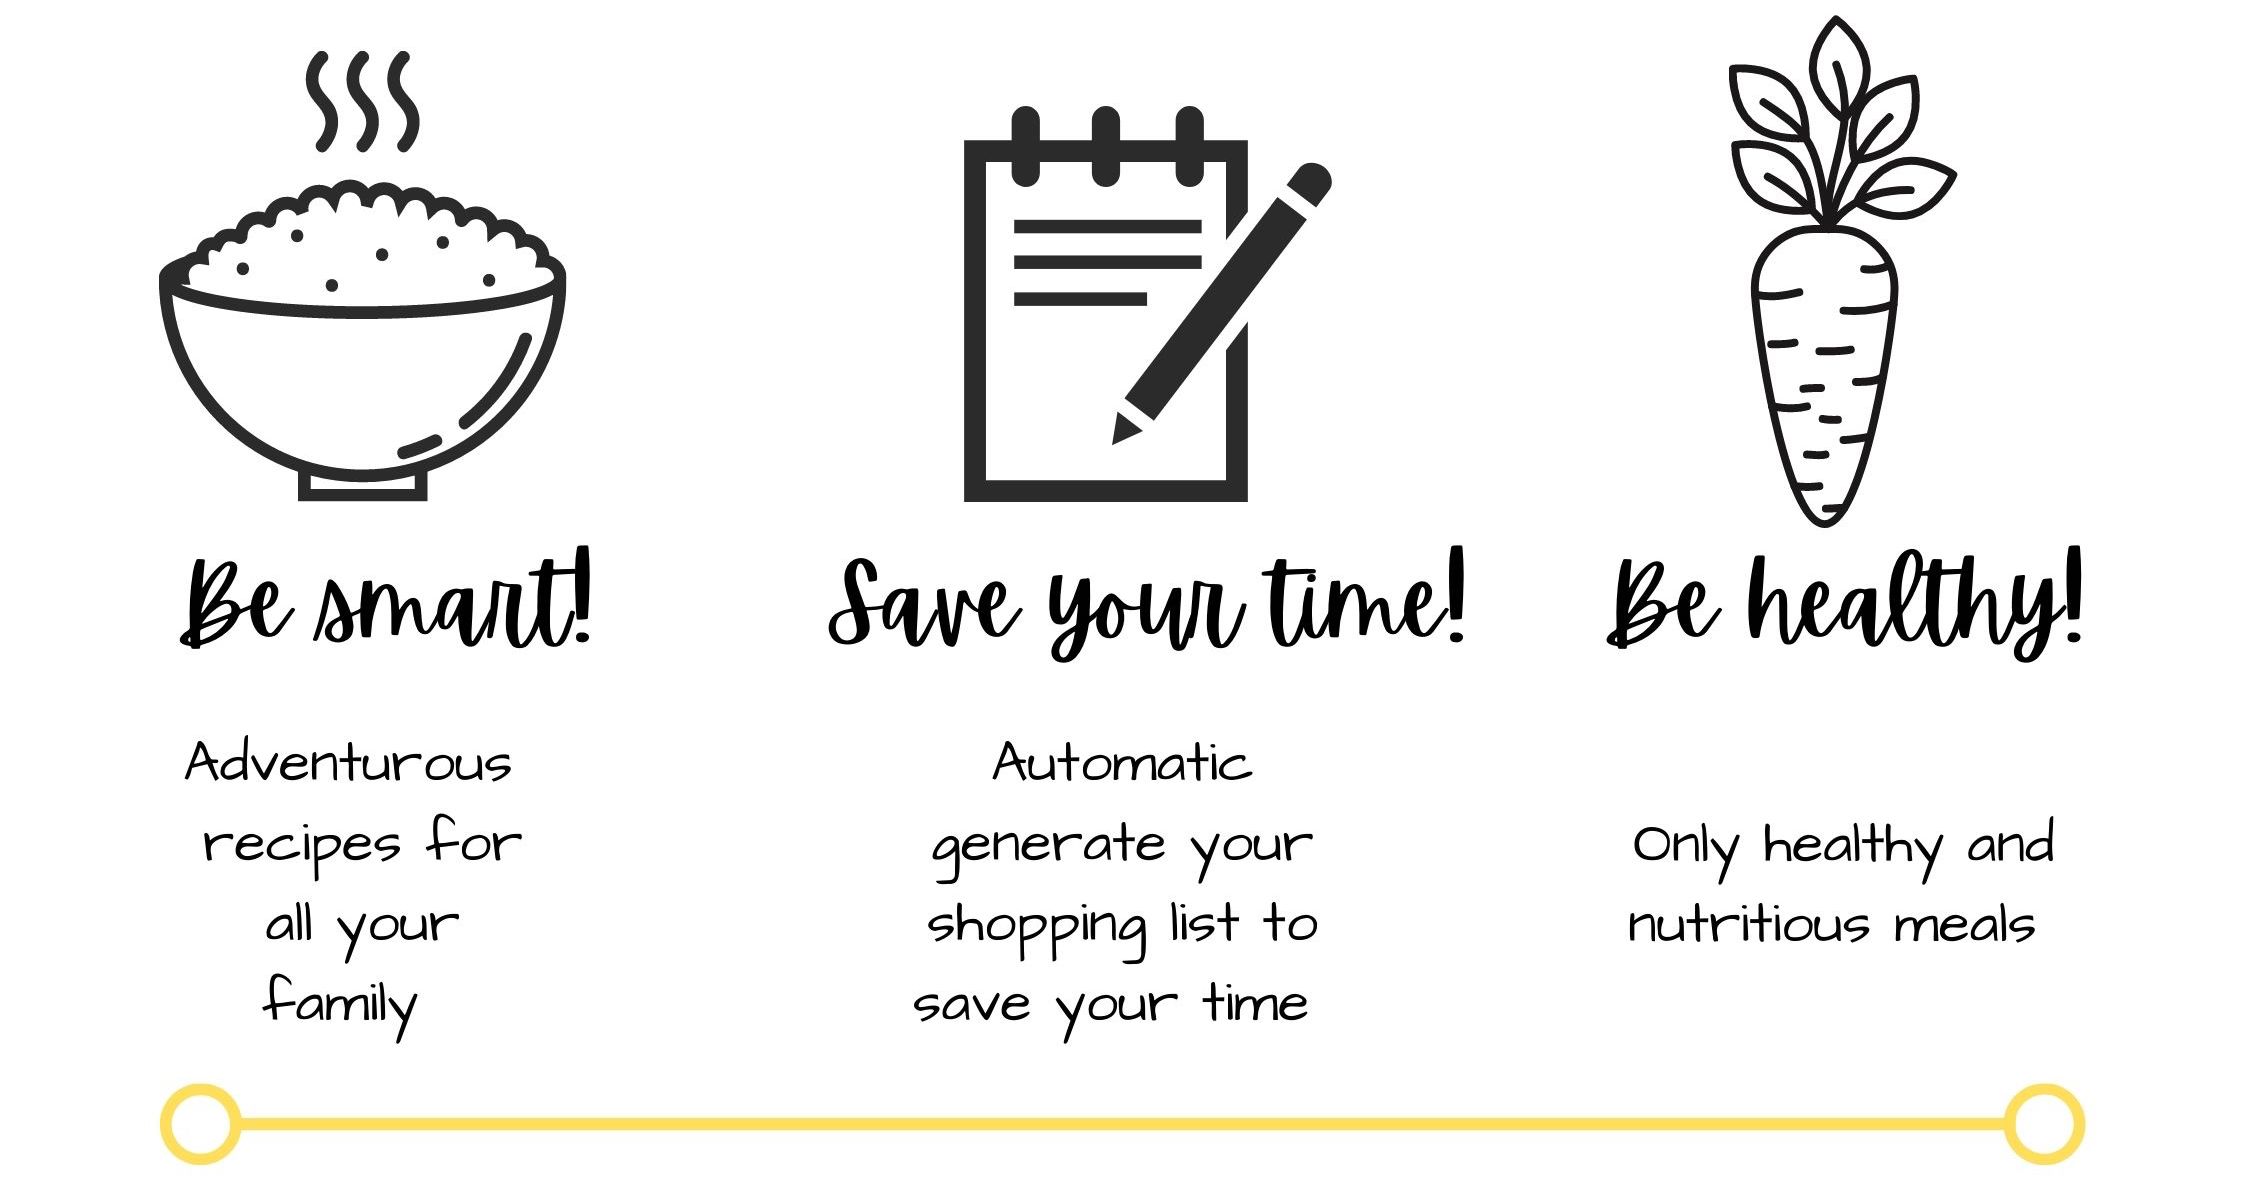 Be smart!
Save your time!
Be healthy!
Adventurous
recipes for
all your
family
Automatic
generate your
shopping list to
save your time
Only healthy and
nutritious meals